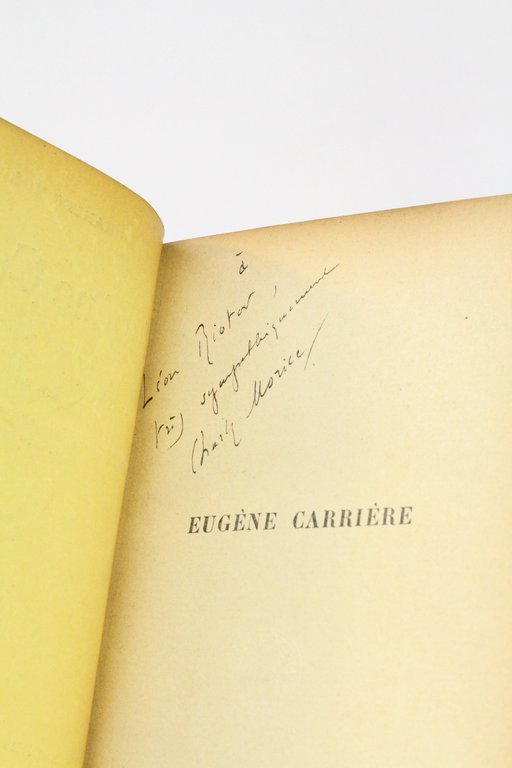 à
Léon Riotor,
très sympathiquement
Charles Morice
EUGÈNE CARRIÈRE